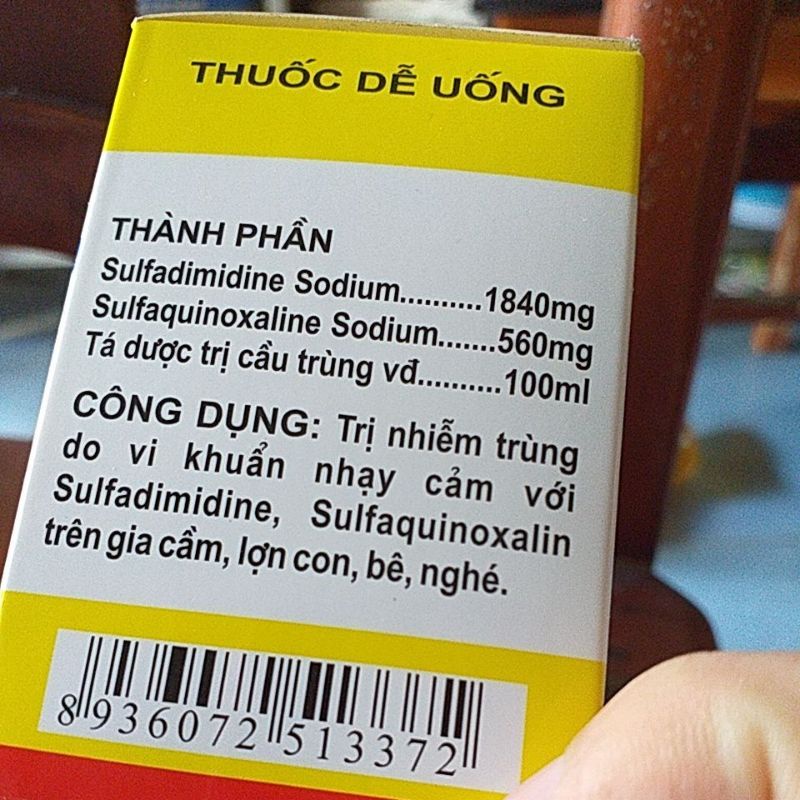 THUỐC DỄ UỐNG
THÀNH PHẦN
Sulfadimidine Sodium..........1840mg
Sulfaquinoxaline Sodium.......560mg
Tá dược trị cầu trùng vđ..........100ml
CÔNG DỤNG: Trị nhiễm trùng
do vi khuẩn nhạy cảm với
Sulfadimidine, Sulfaquinoxalin
trên gia cầm, lợn con, bê, nghé.
8 936072 513372